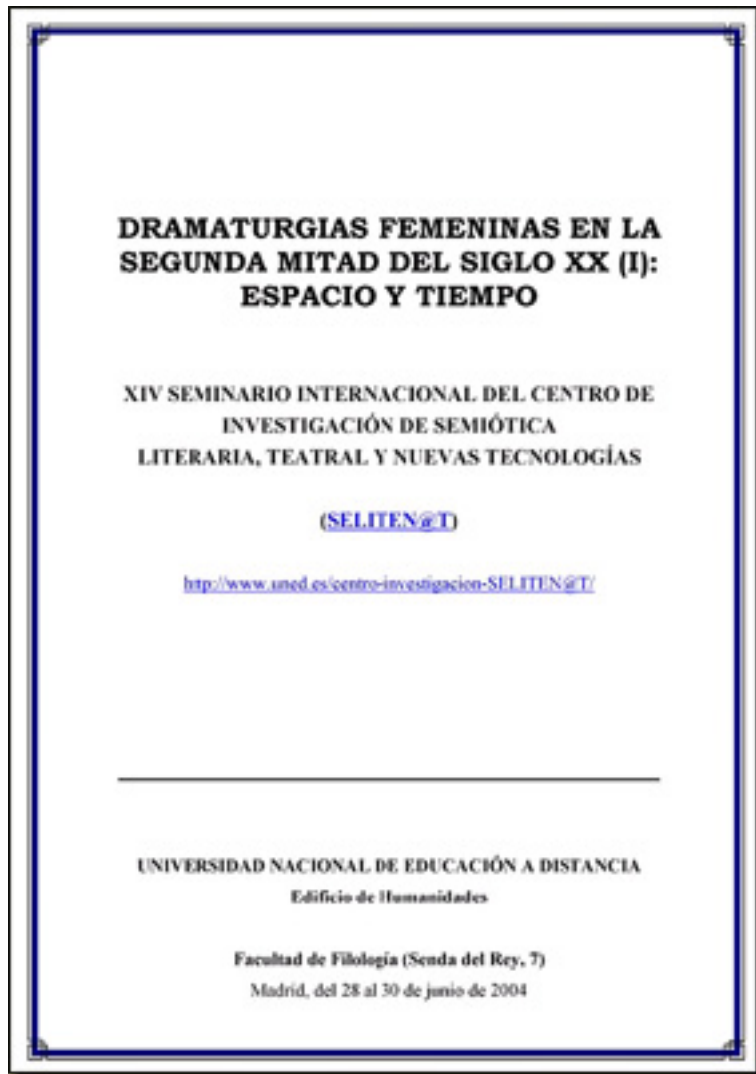 DRAMATURGIAS FEMENINAS EN LA
SEGUNDA MITAD DEL SIGLO XX (I):
ESPACIO Y TIEMPO
XIV SEMINARIO INTERNACIONAL DEL CENTRO DE
INVESTIGACIÓN DE SEMIÓTICA
LITERARIA, TEATRAL Y NUEVAS TECNOLOGÍAS
(SELITEN@T)
http://www.uned.es/centro-investigacion-SELITEN@T/
UNIVERSIDAD NACIONAL DE EDUCACIÓN A DISTANCIA
Edificio de Humanidades
Facultad de Filología (Senda del Rey, 7)
Madrid, del 28 al 30 de junio de 2004